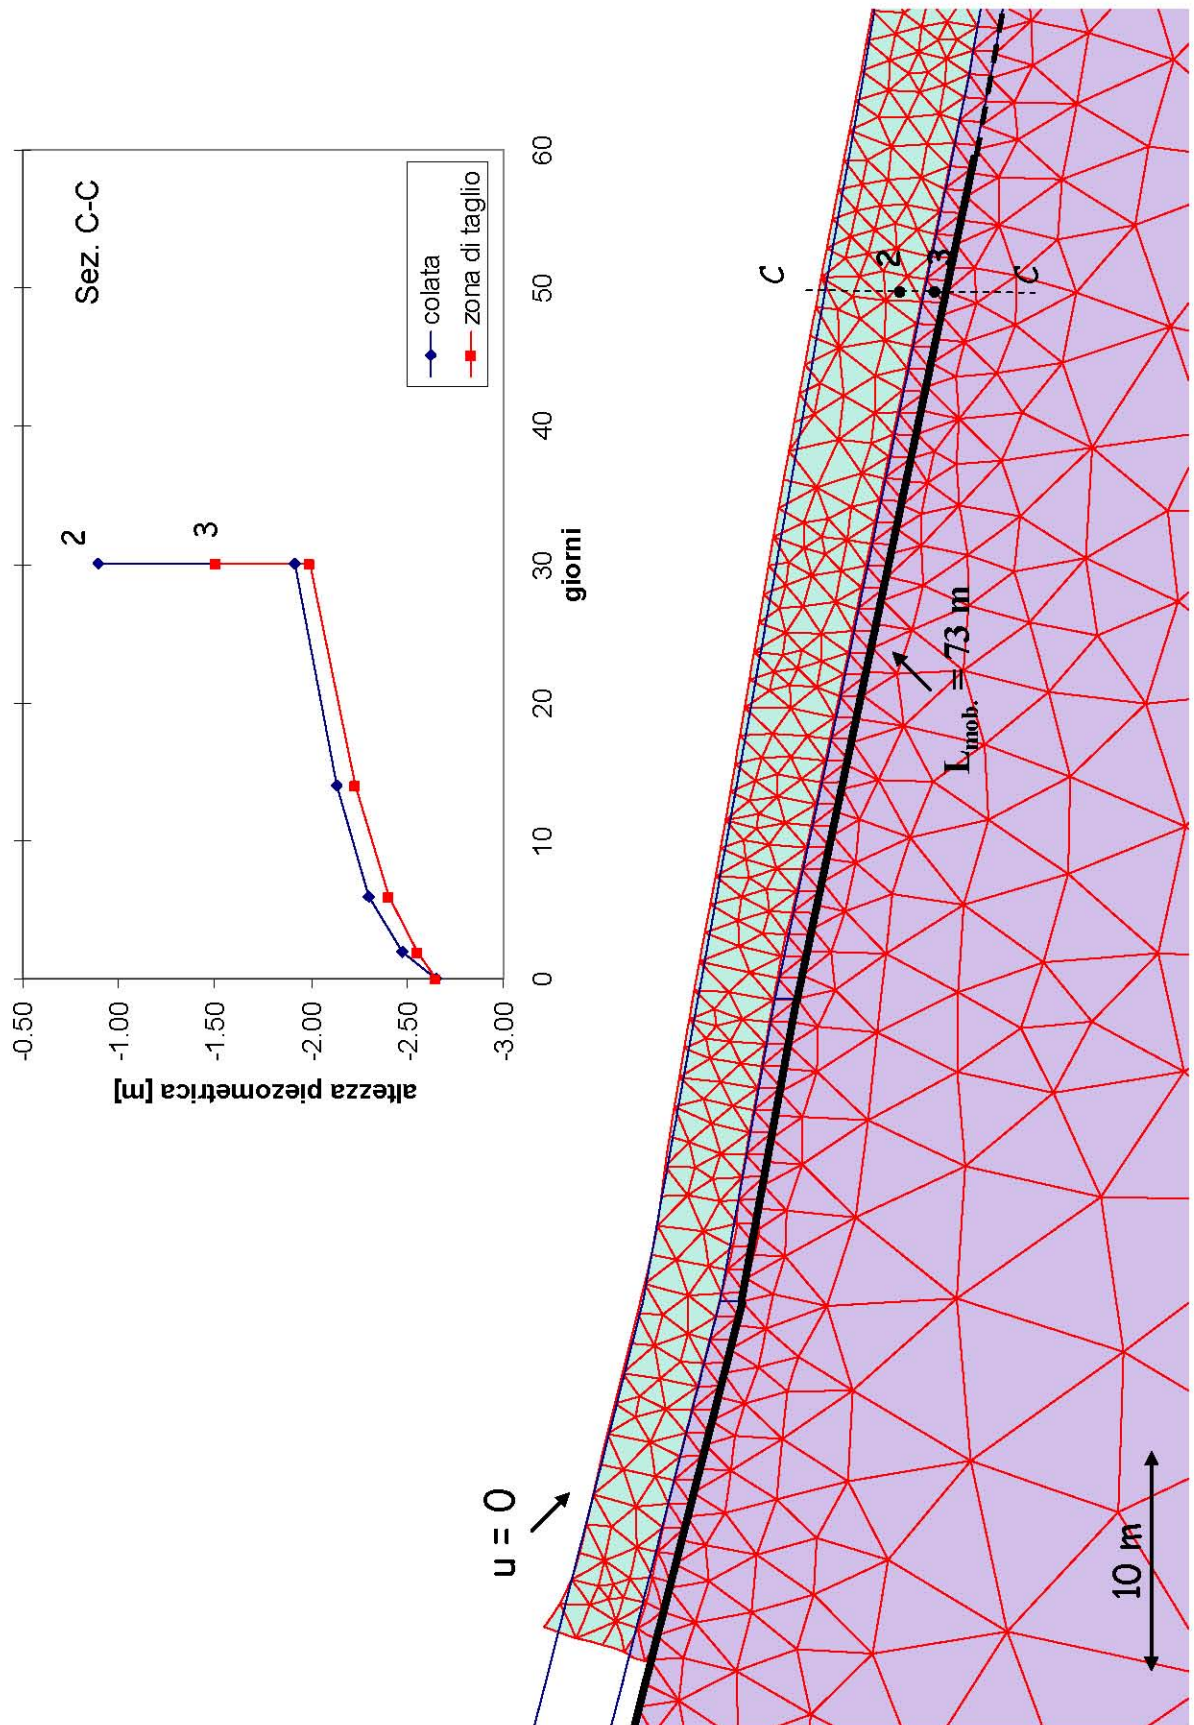 Sez. C-C
-0.50
-1.00
-1.50
-2.00
-2.50
-3.00
altezza piezometrica [m]
0
10
20
30
40
50
60
giorni
2
3
colata
zona di taglio
u = 0
C
2
3
C
L mob. = 73 m
10 m